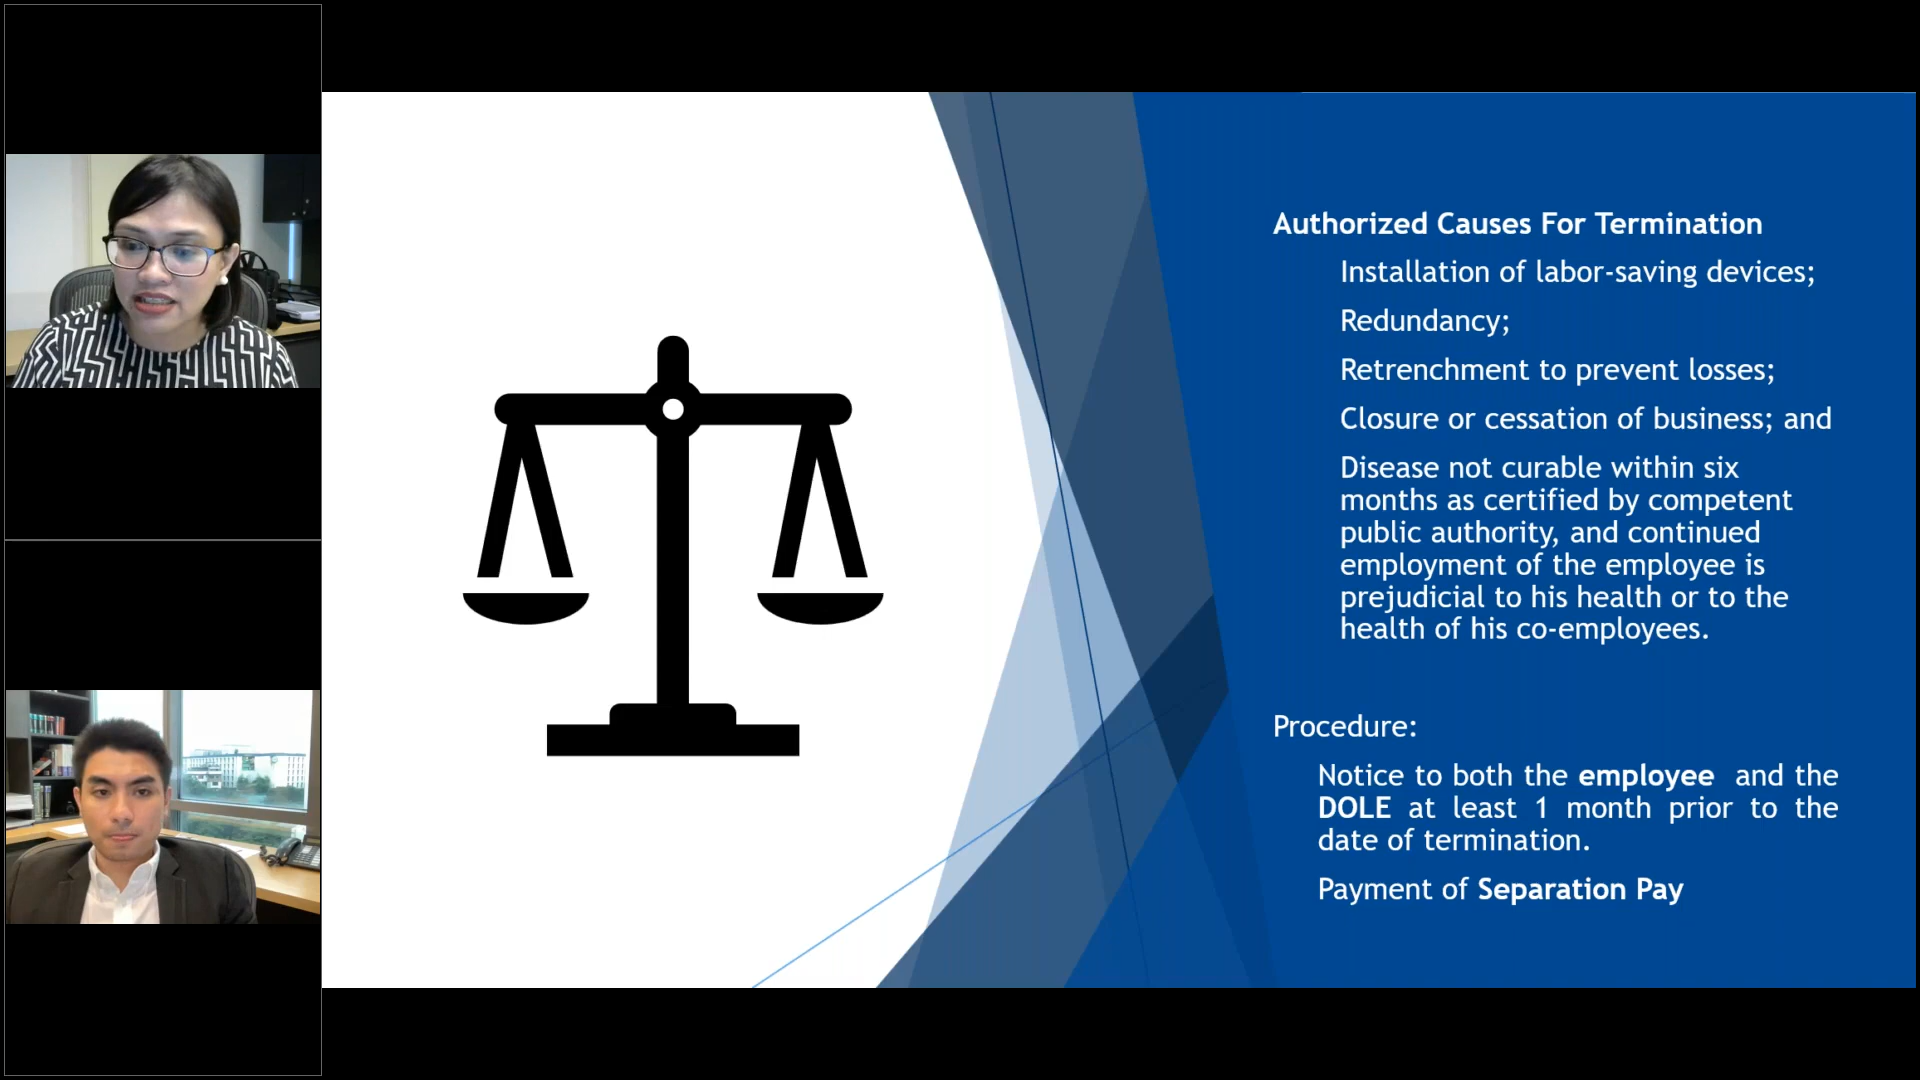 Authorized Causes For Termination
Installation of labor-saving devices;
Redundancy;
Retrenchment to prevent losses;
Closure or cessation of business; and
Disease not curable within six
months as certified by competent
public authority, and continued
employment of the employee is
prejudicial to his health or to the
health of his co-employees.
Procedure:
Notice to both the employee and the
DOLE at least 1 month prior to the
date of termination.
Payment of Separation Pay